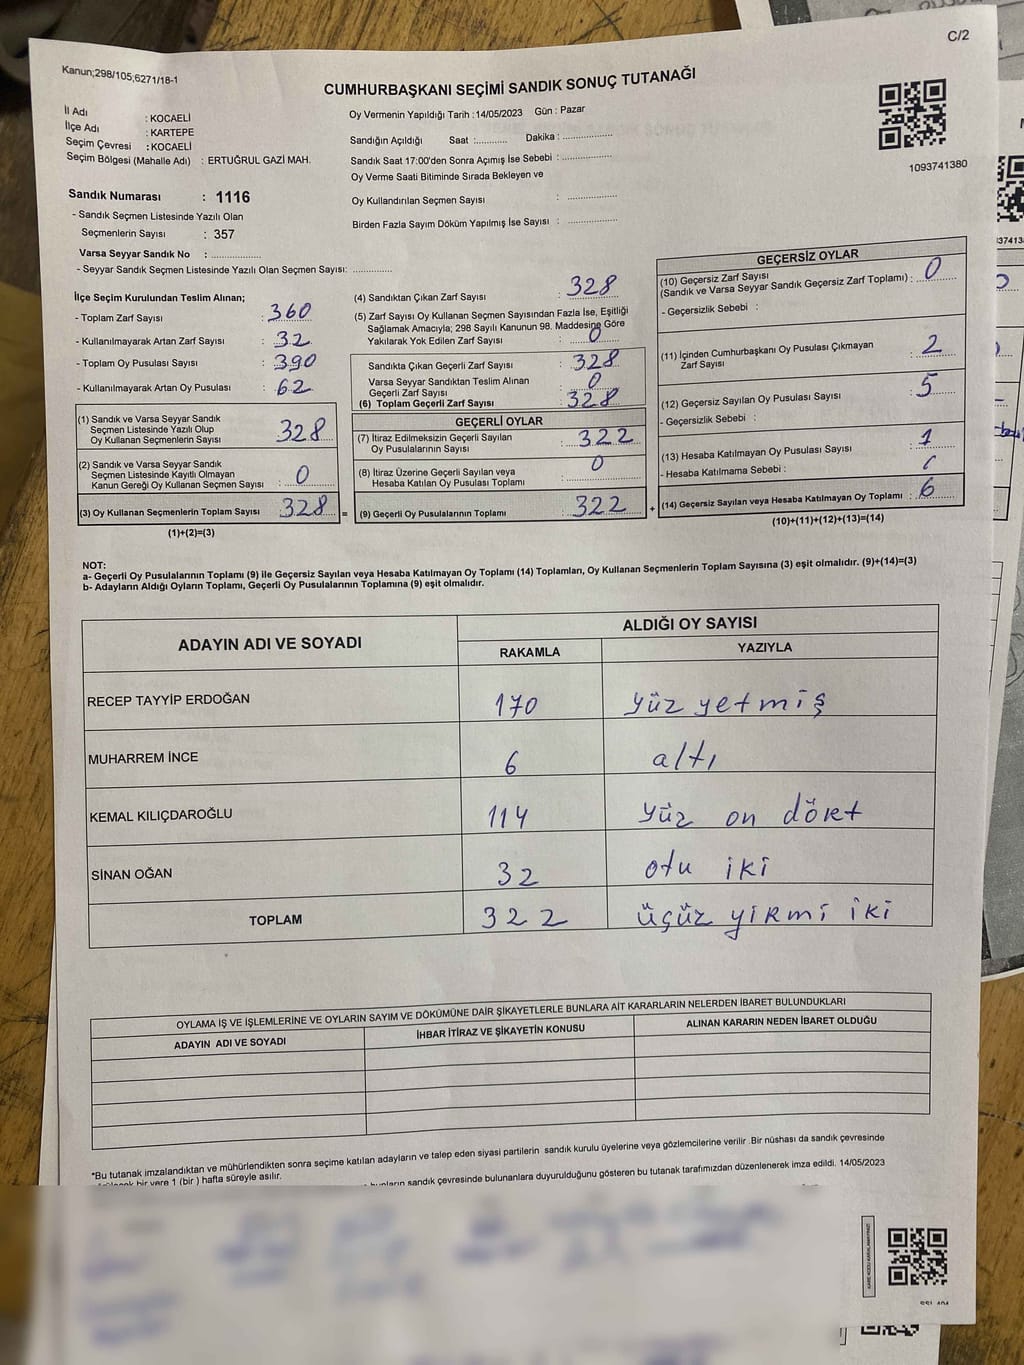 C/2
Kanun;298/105,6271/18-1
CUMHURBAŞKANI SEÇİMİ SANDIK SONUÇ TUTANAĞI
İl Adı : KOCAELİ
İlçe Adı : KARTEPE
Seçim Çevresi : KOCAELİ
Seçim Bölgesi (Mahalle Adı) : ERTUĞRUL GAZİ MAH.
Oy Vermenin Yapıldığı Tarih : 14/05/2023 Gün : Pazar
Sandığın Açıldığı Saat :........... Dakika : ..................
Sandık Saat 17:00'den Sonra Açımış İse Sebebi : ..................
Oy Verme Saati Bitiminde Sırada Bekleyen ve
Oy Kullandırılan Seçmen Sayısı : ..................
Birden Fazla Sayım Döküm Yapılmış İse Sayısı : ..................
1093741380
Sandık Numarası : 1116
- Sandık Seçmen Listesinde Yazılı Olan
Seçmenlerin Sayısı : 357
Varsa Seyyar Sandık No : ..................
- Seyyar Sandık Seçmen Listesinde Yazılı Olan Seçmen Sayısı: ..............
İlçe Seçim Kurulundan Teslim Alınan;
- Toplam Zarf Sayısı : 360
- Kullanılmayarak Artan Zarf Sayısı : 32
- Toplam Oy Pusulası Sayısı : 390
- Kullanılmayarak Artan Oy Pusulası : 62
(1) Sandık ve Varsa Seyyar Sandık
Seçmen Listesinde Yazılı Olup
Oy Kullanan Seçmenlerin Sayısı : 328
(2) Sandık ve Varsa Seyyar Sandık
Seçmen Listesinde Kayıtlı Olmayan
Kanun Gereği Oy Kullanan Seçmen Sayısı : 0
(3) Oy Kullanan Seçmenlerin Toplam Sayısı : 328 =
(1)+(2)=(3)
(4) Sandıktan Çıkan Zarf Sayısı : 328
(5) Zarf Sayısı Oy Kullanan Seçmen Sayısından Fazla İse, Eşitliği
Sağlamak Amacıyla; 298 Sayılı Kanunun 98. Maddesine Göre
Yakılarak Yok Edilen Zarf Sayısı : 0
Sandıkta Çıkan Geçerli Zarf Sayısı : 328
Varsa Seyyar Sandıktan Teslim Alınan
Geçerli Zarf Sayısı : 0
(6) Toplam Geçerli Zarf Sayısı : 328
GEÇERLİ OYLAR
(7) İtiraz Edilmeksizin Geçerli Sayılan
Oy Pusulasının Sayısı : 322
(8) İtiraz Üzerine Geçerli Sayılan veya
Hesaba Katılan Oy Pusulası Toplamı : 0
(9) Geçerli Oy Pusulalarının Toplamı : 322 +
GEÇERSİZ OYLAR
(10) Geçersiz Zarf Sayısı
(Sandık ve Varsa Seyyar Sandık Geçersiz Zarf Toplamı) : 0
- Geçersizlik Sebebi :
(11) İçinden Cumhurbaşkanı Oy Pusulası Çıkmayan
Zarf Sayısı : 2
(12) Geçersiz Sayılan Oy Pusulası Sayısı : 5
- Geçersizlik Sebebi :
(13) Hesaba Katılmayan Oy Pusulası Sayısı : 1
- Hesaba Katılmama Sebebi :
(14) Geçersiz Sayılan veya Hesaba Katılmayan Oy Toplamı : 6
(10)+(11)+(12)+(13)=(14)
NOT:
a- Geçerli Oy Pusulalarının Toplamı (9) ile Geçersiz Sayılan veya Hesaba Katılmayan Oy Toplamı (14) Toplamları, Oy Kullanan Seçmenlerin Toplam Sayısına (3) eşit olmalıdır. (9)+(14)=(3)
b- Adayların Aldığı Oyların Toplamı, Geçerli Oy Pusulalarının Toplamına (9) eşit olmalıdır.
ADAYIN ADI VE SOYADI ALDIĞI OY SAYISI
RAKAMLA YAZIYLA
RECEP TAYYİP ERDOĞAN 170 yüz yetmiş
MUHARREM İNCE 6 altı
KEMAL KILIÇDAROĞLU 114 yüz on dört
SİNAN OĞAN 32 otu iki
TOPLAM 322 üçüz yirmi iki
OYLAMA İŞ VE İŞLEMLERİNE VE OYLARIN SAYIM VE DÖKÜMÜNE DAİR ŞİKAYETLERLE BUNLARA AİT KARARLARIN NELERDEN İBARET BULUNDUKLARI
ADAYIN ADI VE SOYADI İHBAR İTİRAZ VE ŞİKAYETİN KONUSU ALINAN KARARIN NEDEN İBARET OLDUĞU
*Bu tutanak imzalandıktan ve mühürlendikten sonra seçime katılan adayların ve talep eden siyasi partilerin sandık kurulu üyelerine veya gözlemcilerine verilir .Bir nüshası da sandık çevresinde
bir yere 1 (bir ) hafta süreyle asılır.
sandık çevresinde bulunanlara duyurulduğunu gösteren bu tutanak tarafımızdan düzenlenerek imza edildi. 14/05/2023